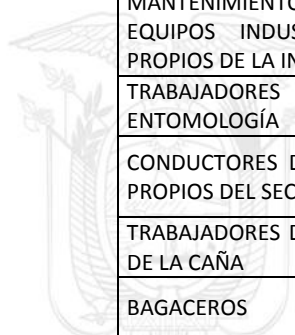 MANTENIMIENTO
EQUIPOS
PROPIOS DE LA
TRABAJADORES
ENTOMOLOGÍA
CONDUCTORES
PROPIOS DEL
TRABAJADORES
DE LA CAÑA
BAGACEROS